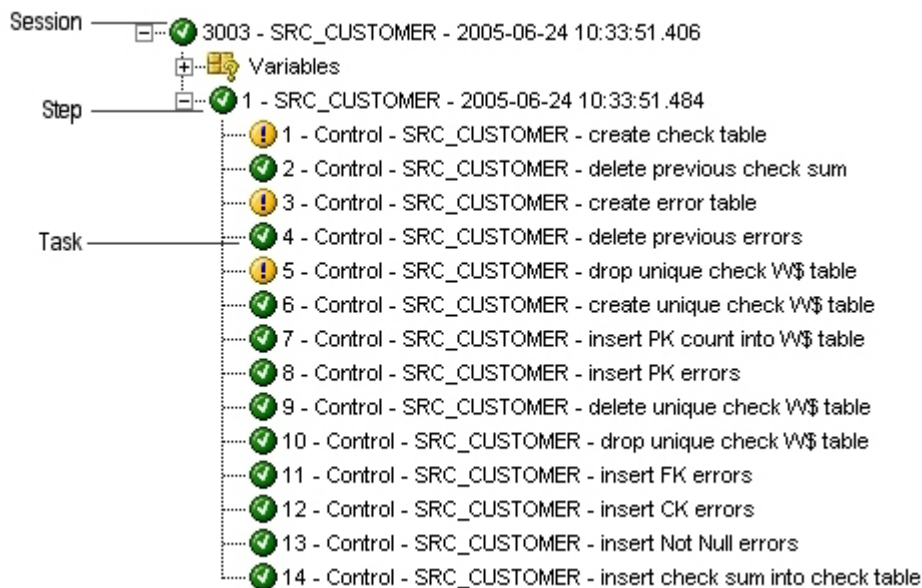 Session
3003 - SRC_CUSTOMER - 2005-06-24 10:33:51.406
Variables
Step
1 - SRC_CUSTOMER - 2005-06-24 10:33:51.484
1 - Control - SRC_CUSTOMER - create check table
2 - Control - SRC_CUSTOMER - delete previous check sum
3 - Control - SRC_CUSTOMER - create error table
Task
4 - Control - SRC_CUSTOMER - delete previous errors
5 - Control - SRC_CUSTOMER - drop unique check W$ table
6 - Control - SRC_CUSTOMER - create unique check W$ table
7 - Control - SRC_CUSTOMER - insert PK count into W$ table
8 - Control - SRC_CUSTOMER - insert PK errors
9 - Control - SRC_CUSTOMER - delete unique check W$ table
10 - Control - SRC_CUSTOMER - drop unique check W$ table
11 - Control - SRC_CUSTOMER - insert FK errors
12 - Control - SRC_CUSTOMER - insert CK errors
13 - Control - SRC_CUSTOMER - insert Not Null errors
14 - Control - SRC_CUSTOMER - insert check sum into check table